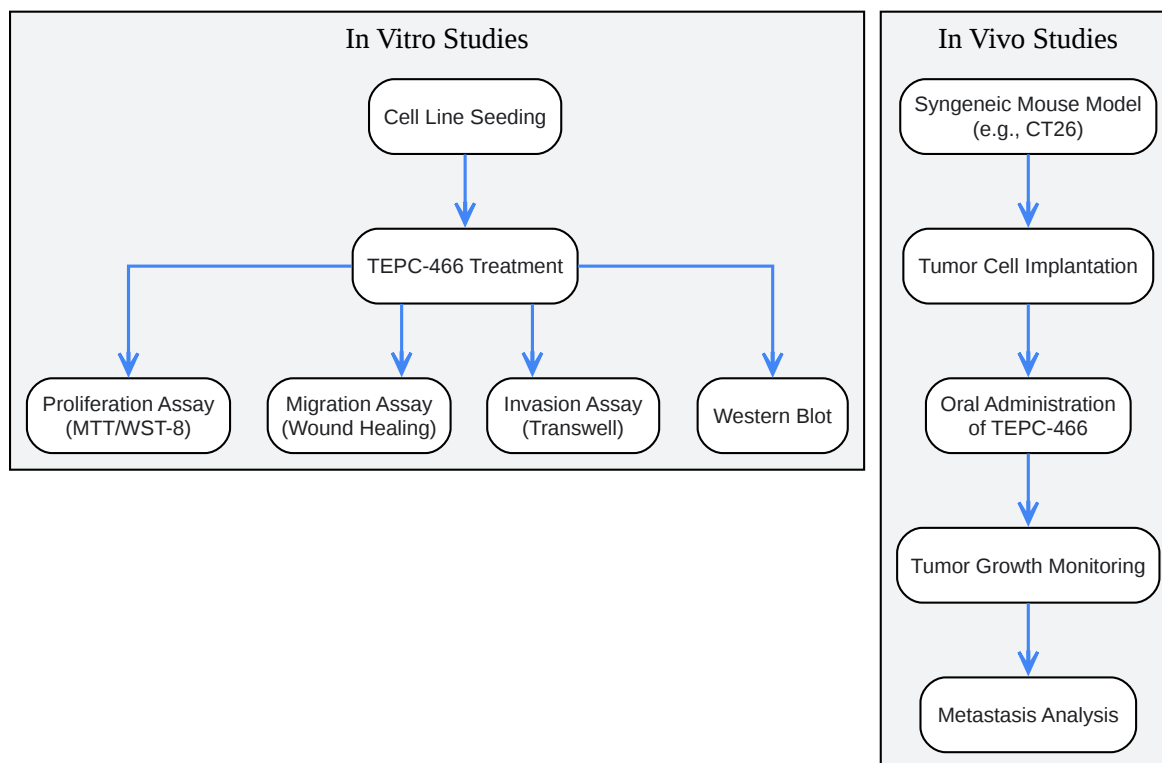 In Vitro Studies
Cell Line Seeding
TEPC-466 Treatment
Proliferation Assay
(MTT/WST-8)
Migration Assay
(Wound Healing)
Invasion Assay
(Transwell)
Western Blot
In Vivo Studies
Syngeneic Mouse Model
(e.g., CT26)
Tumor Cell Implantation
Oral Administration
of TEPC-466
Tumor Growth Monitoring
Metastasis Analysis